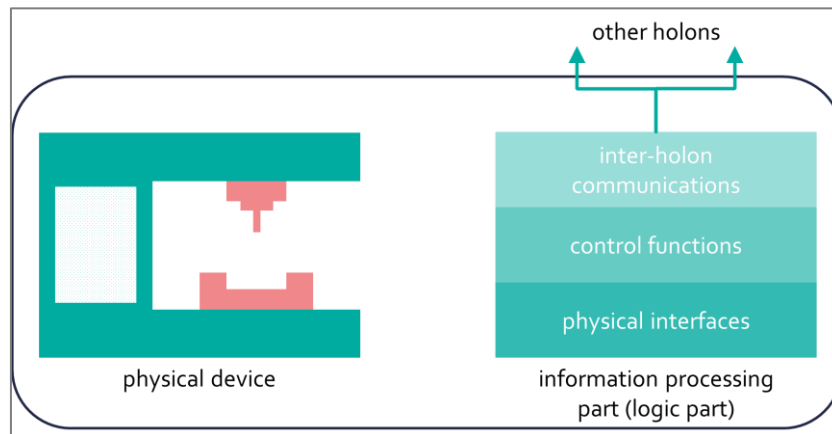 other holons
inter-holon
communications
control functions
physical interfaces
physical device
information processing
part (logic part)